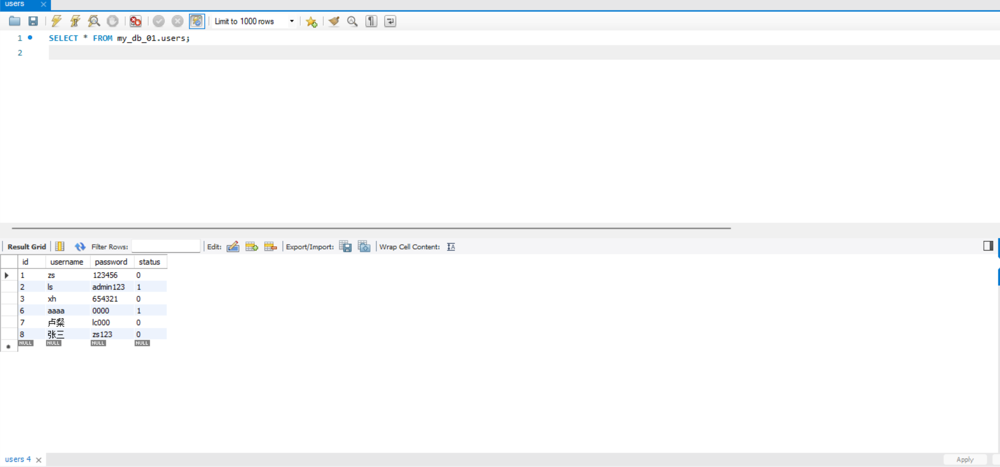 users
Limit to 1000 rows
1 SELECT * FROM my_db_01.users;
2
Result Grid Filter Rows: Edit: Export/Import: Wrap Cell Content:
id username password status
1 zs 123456 0
2 ls admin123 1
3 xh 654321 0
6 aaaa 0000 1
7 卢粲 lc000 0
8 张三 zs123 0
NULL NULL NULL NULL
users 4 Apply